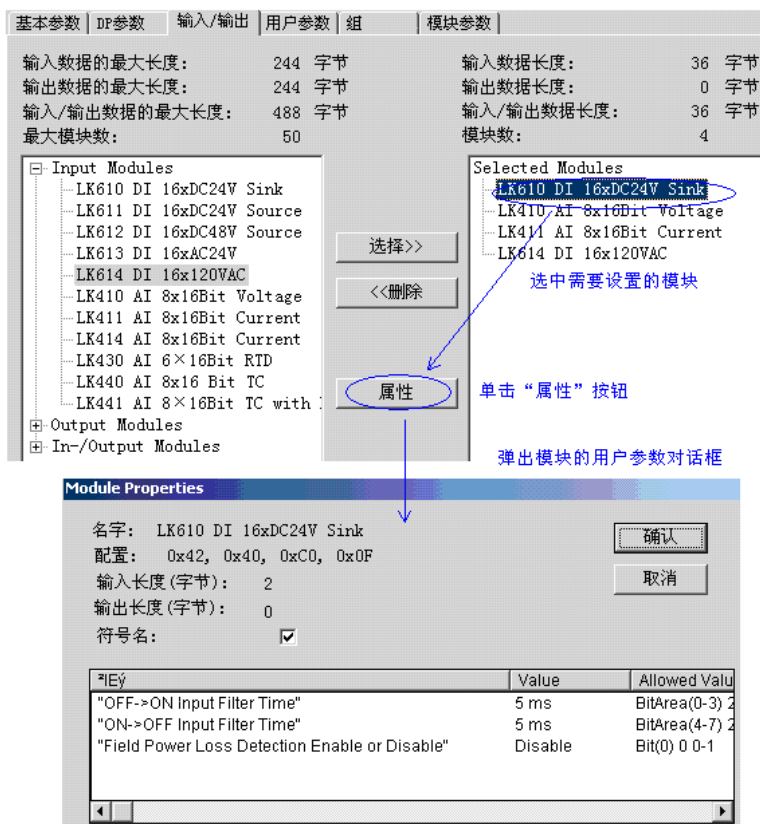 基本参数 DP参数 输入/输出 用户参数 组 模块参数
输入数据的最大长度: 244 字节 输入数据长度: 36 字节
输出数据的最大长度: 244 字节 输出数据长度: 0 字节
输入/输出数据的最大长度: 488 字节 输入/输出数据长度: 36 字节
最大模块数: 50 模块数: 4
Input Modules
LK610 DI 16xDC24V Sink
LK611 DI 16xDC24V Source
LK612 DI 16xDC48V Source
LK613 DI 16xAC24V
LK614 DI 16x120VAC
LK410 AI 8x16Bit Voltage
LK411 AI 8x16Bit Current
LK414 AI 8x16Bit Current
LK430 AI 6×16Bit RTD
LK440 AI 8x16 Bit TC
LK441 AI 8×16Bit TC with
Output Modules
In-/Output Modules
选择>>
<<删除
属性
Selected Modules
LK610 DI 16xDC24V Sink
LK410 AI 8x16Bit Voltage
LK411 AI 8x16Bit Current
LK614 DI 16x120VAC
选中需要设置的模块
单击“属性”按钮
弹出模块的用户参数对话框
Module Properties
名字: LK610 DI 16xDC24V Sink
配置: 0x42, 0x40, 0xC0, 0x0F
输入长度(字节): 2
输出长度(字节): 0
符号名:
确认
取消
²IEý Value Allowed Valu
"OFF->ON Input Filter Time" 5 ms BitArea(0-3) 2
"ON->OFF Input Filter Time" 5 ms BitArea(4-7) 2
"Field Power Loss Detection Enable or Disable" Disable Bit(0) 0 0-1